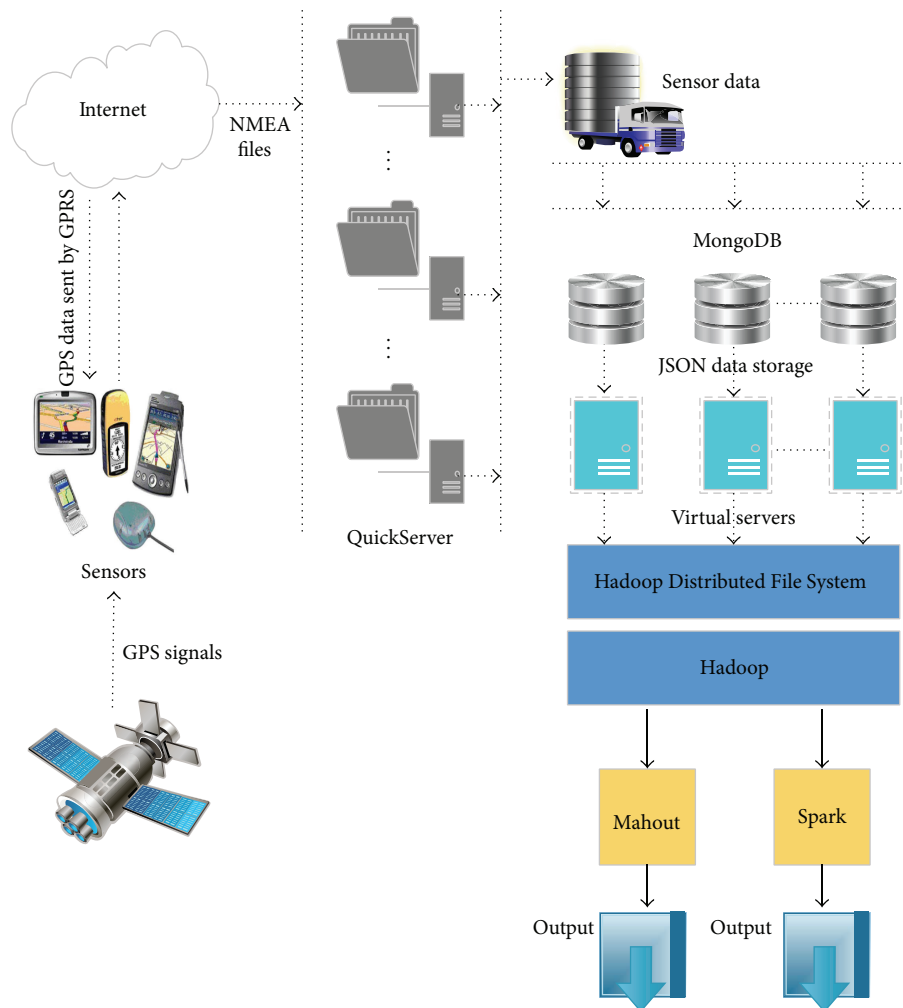 Internet
NMEA
files
Sensor data
GPS data sent by GPRS
MongoDB
JSON data storage
Sensors
QuickServer
Virtual servers
Hadoop Distributed File System
GPS signals
Hadoop
Mahout
Spark
Output
Output